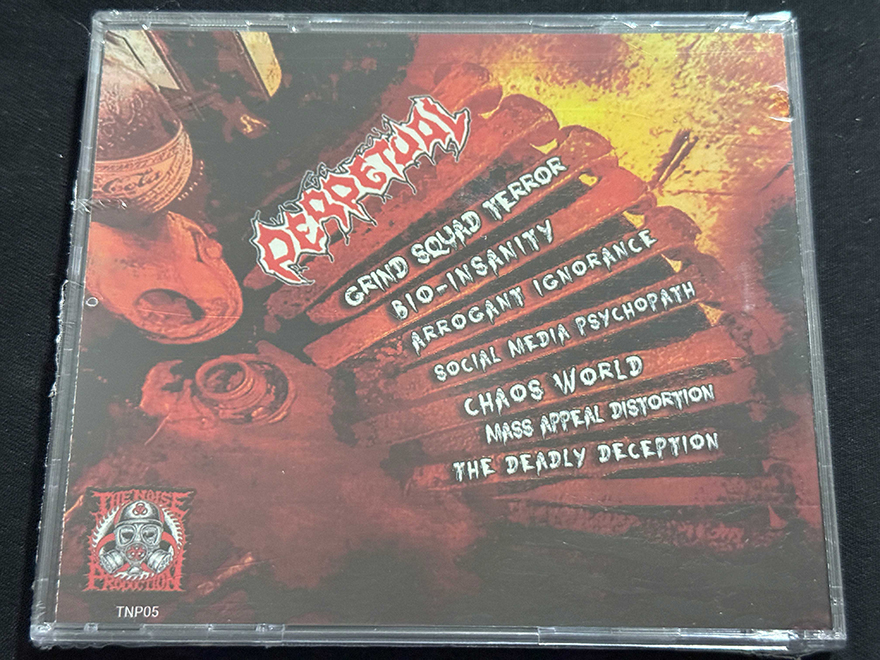 PERPETUAL
GRIND SQUAD TERROR
BIO-INSANITY
ARROGANT IGNORANCE
SOCIAL MEDIA PSYCHOPATH
CHAOS WORLD
MASS APPEAL DISTORTION
THE DEADLY DECEPTION
THE NOISE
PRODUCTION
TNP05